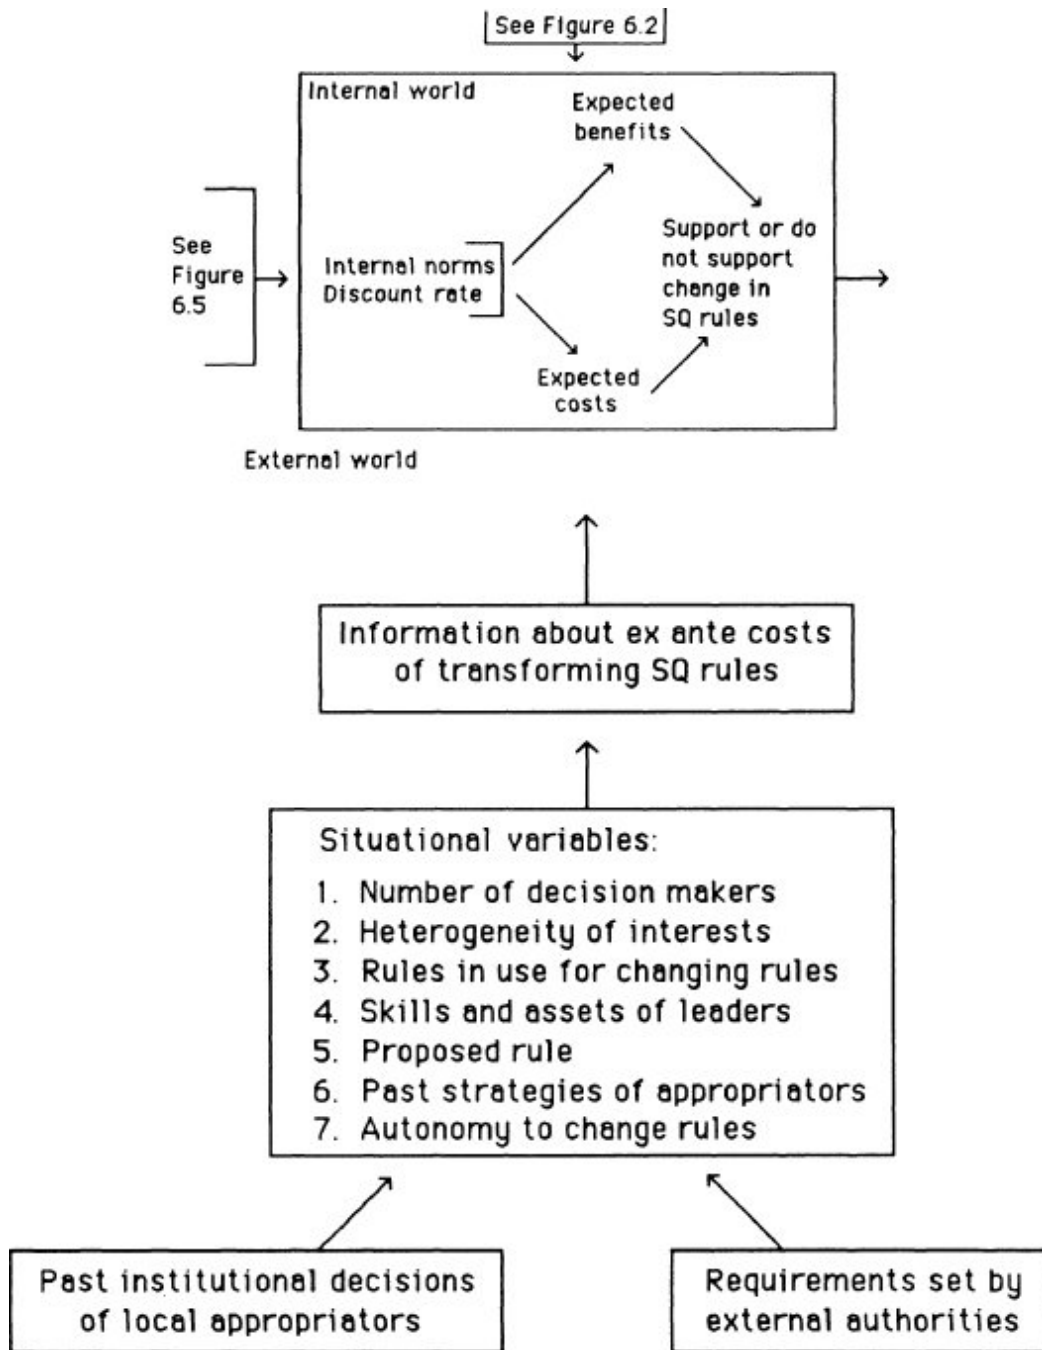 See Figure 6.2
Internal world
Expected
benefits
See
Figure
6.5
Internal norms
Discount rate
Support or do
not support
change in
SQ rules
Expected
costs
External world
Information about ex ante costs
of transforming SQ rules
Situational variables:
1. Number of decision makers
2. Heterogeneity of interests
3. Rules in use for changing rules
4. Skills and assets of leaders
5. Proposed rule
6. Past strategies of appropriators
7. Autonomy to change rules
Past institutional decisions
of local appropriators
Requirements set by
external authorities